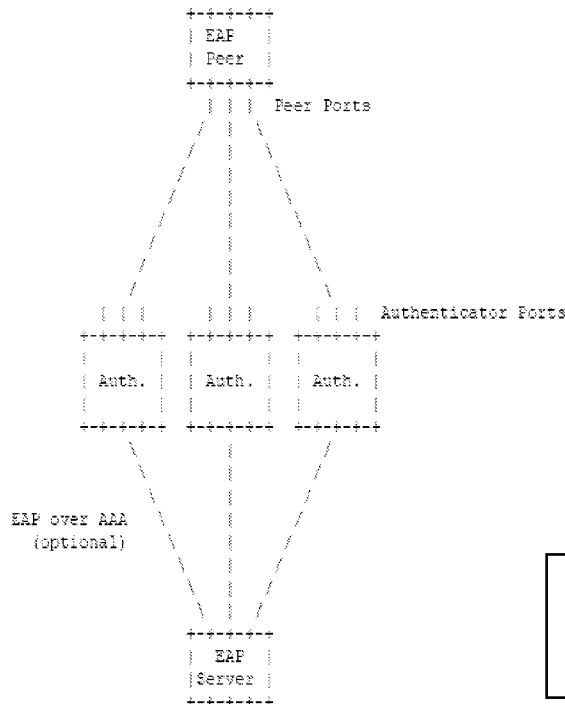 EAP
Peer
Peer Ports
Authenticator Ports
Auth. Auth. Auth.
EAP over AAA
(optional)
EAP
Server